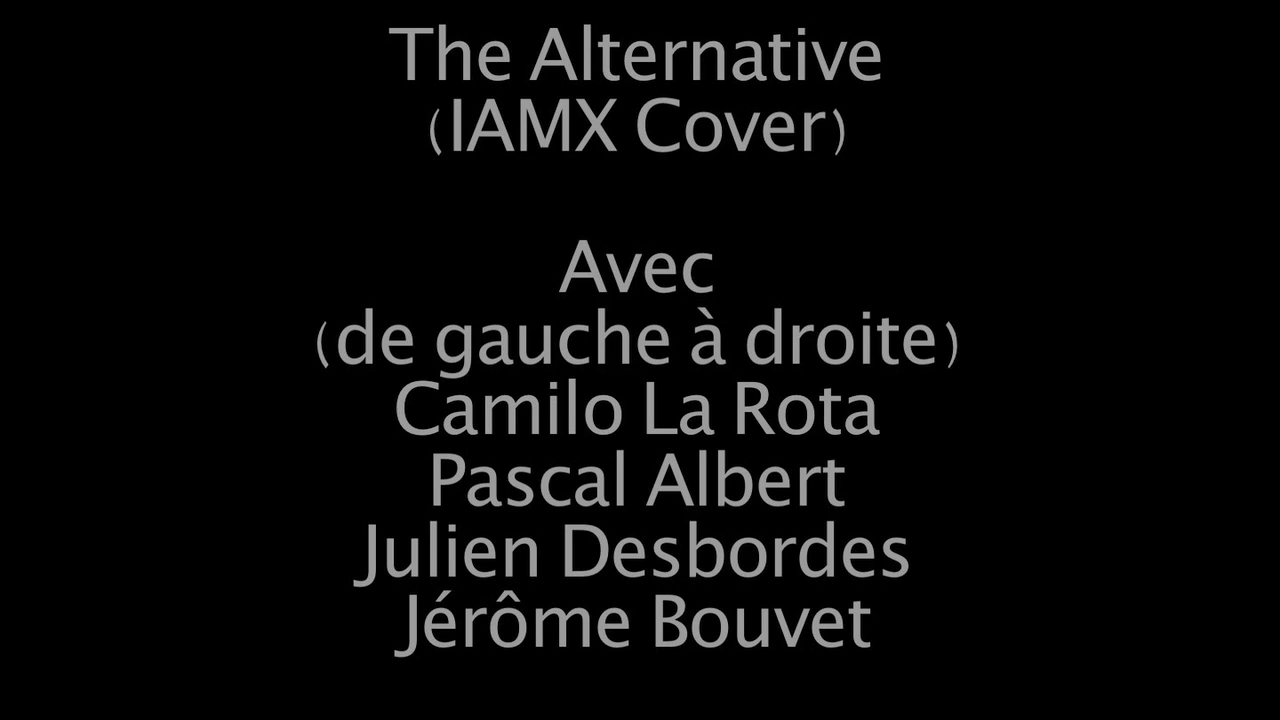 The Alternative
(IAMX Cover)
Avec
(de gauche à droite)
Camilo La Rota
Pascal Albert
Julien Desbordes
Jérôme Bouvet